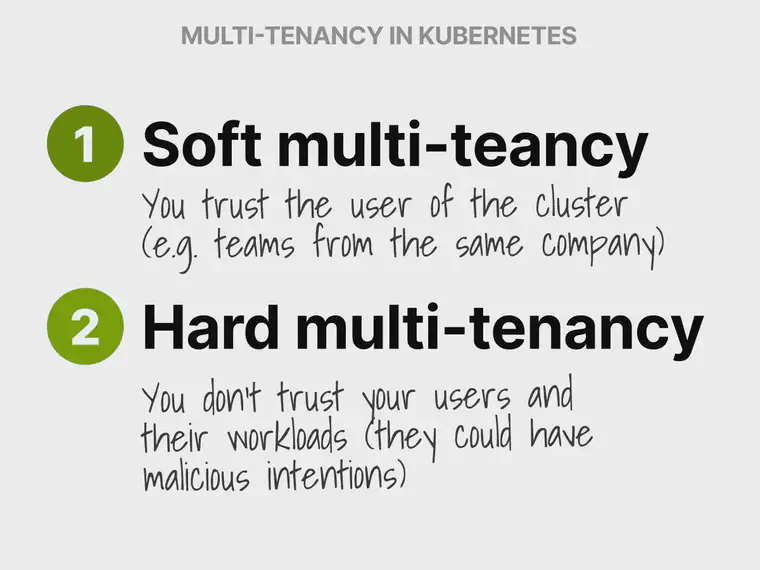 MULTI-TENANCY IN KUBERNETES
1
Soft multi-teancy
You trust the user of the cluster
(e.g. teams from the same company)
2
Hard multi-tenancy
You don't trust your users and
their workloads (they could have
malicious intentions)